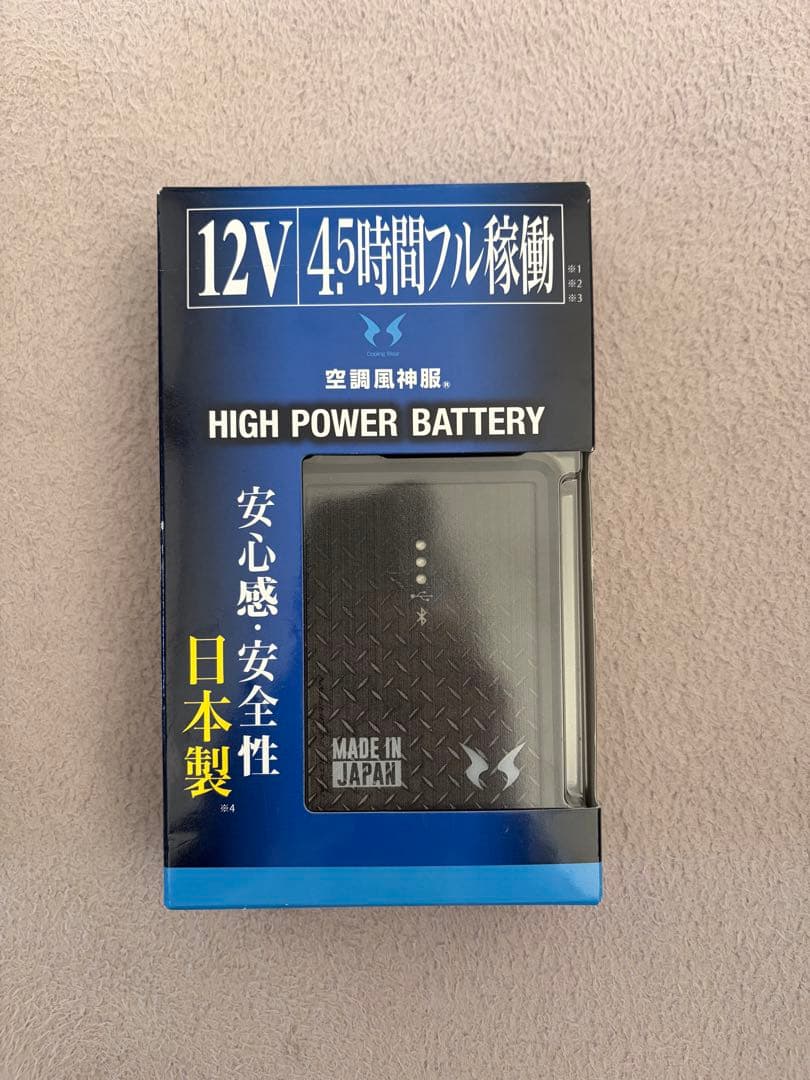 12V 4.5時間フル稼働
※1
※2
※3
Cooling Wear
空調風神服®
HIGH POWER BATTERY
安心感・安全性
日本製
※4
MADE IN
JAPAN